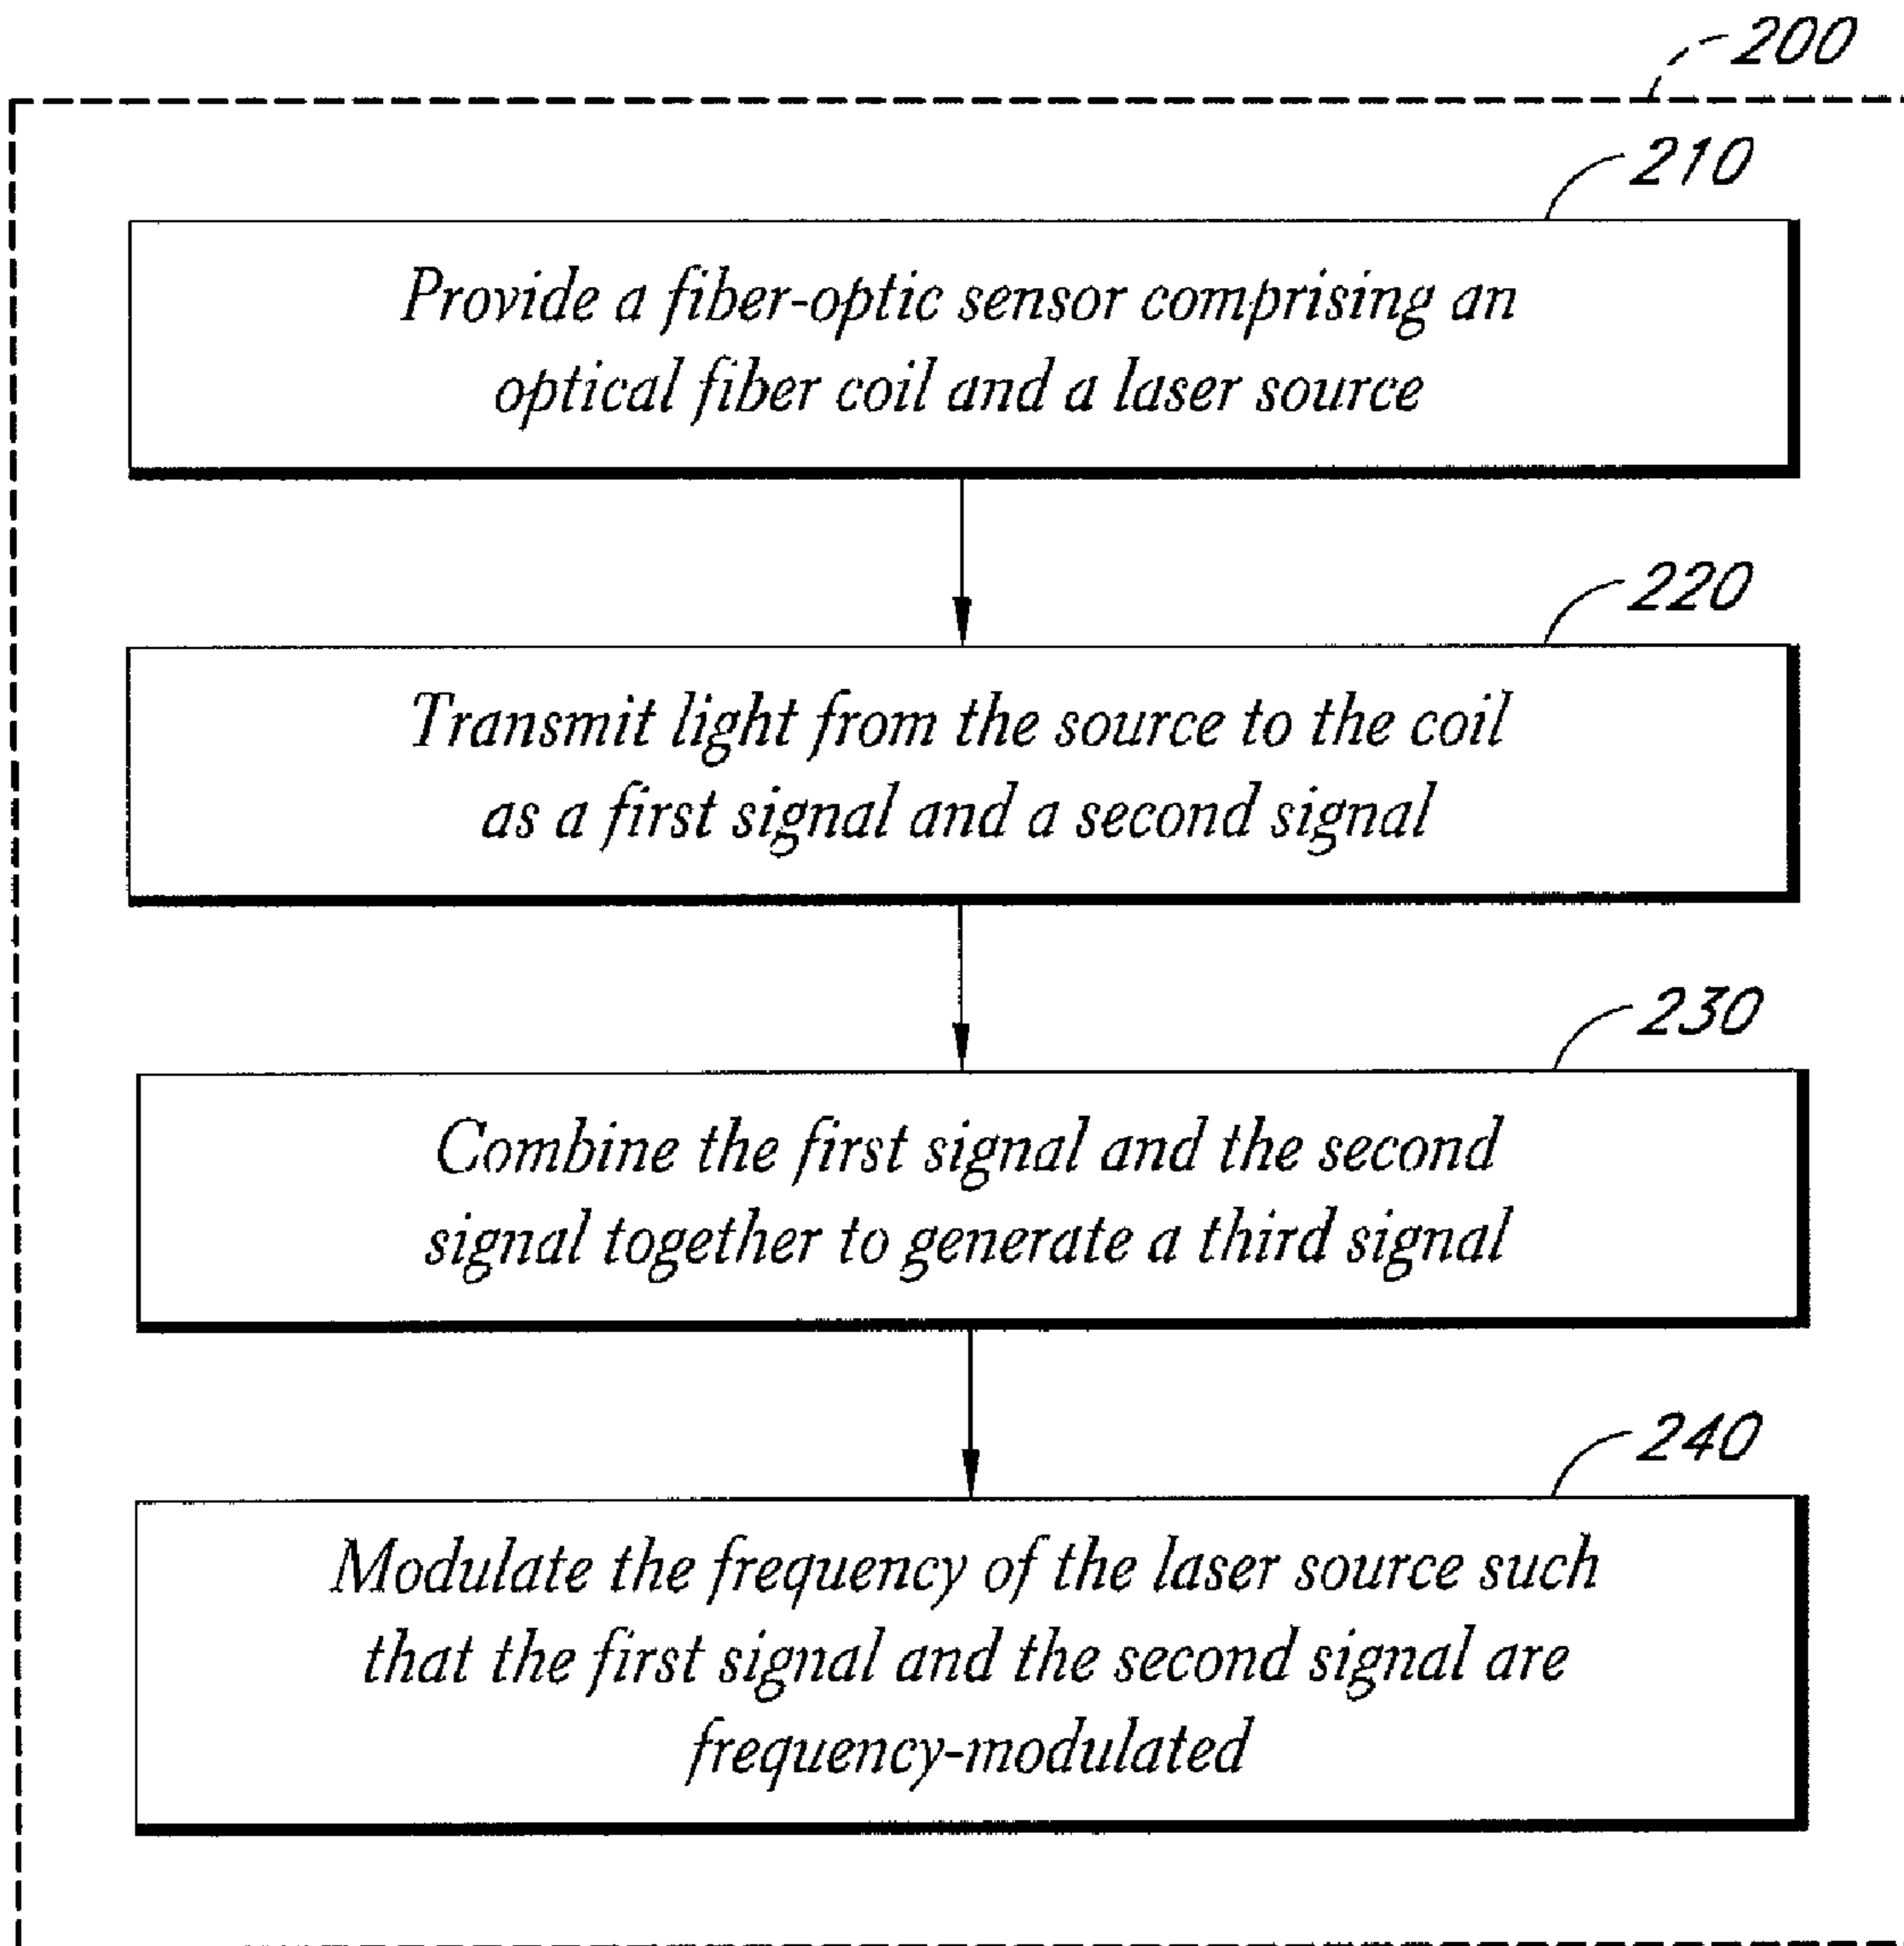 200
210
Provide a fiber-optic sensor comprising an
optical fiber coil and a laser source
220
Transmit light from the source to the coil
as a first signal and a second signal
230
Combine the first signal and the second
signal together to generate a third signal
240
Modulate the frequency of the laser source such
that the first signal and the second signal are
frequency-modulated